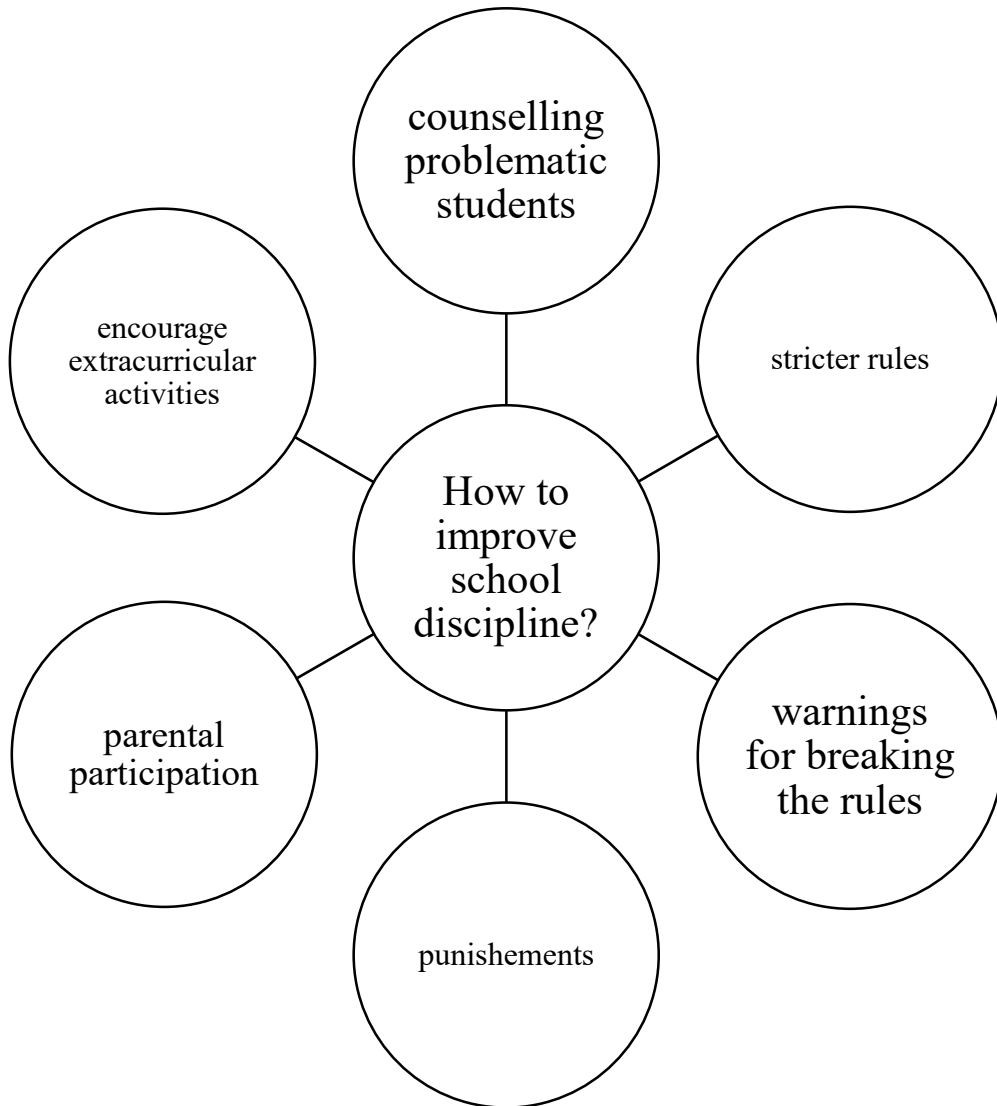 counselling
problematic
students
encourage
extracurricular
activities
stricter rules
How to
improve
school
discipline?
parental
participation
warnings
for breaking
the rules
punishements